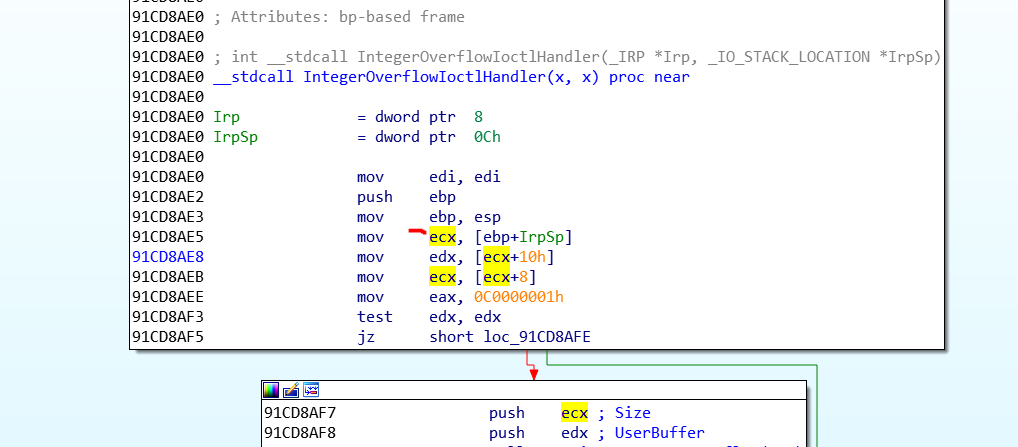 91CD8AE0 ; Attributes: bp-based frame
91CD8AE0
91CD8AE0 ; int __stdcall IntegerOverflowIoctlHandler(_IRP *Irp, _IO_STACK_LOCATION *IrpSp)
91CD8AE0 __stdcall IntegerOverflowIoctlHandler(x, x) proc near
91CD8AE0
91CD8AE0 Irp = dword ptr 8
91CD8AE0 IrpSp = dword ptr 0Ch
91CD8AE0
91CD8AE0 mov edi, edi
91CD8AE2 push ebp
91CD8AE3 mov ebp, esp
91CD8AE5 mov ecx, [ebp+IrpSp]
91CD8AE8 mov edx, [ecx+10h]
91CD8AEB mov ecx, [ecx+8]
91CD8AEE mov eax, 0C0000001h
91CD8AF3 test edx, edx
91CD8AF5 jz short loc_91CD8AFE
91CD8AF7 push ecx ; Size
91CD8AF8 push edx ; UserBuffer